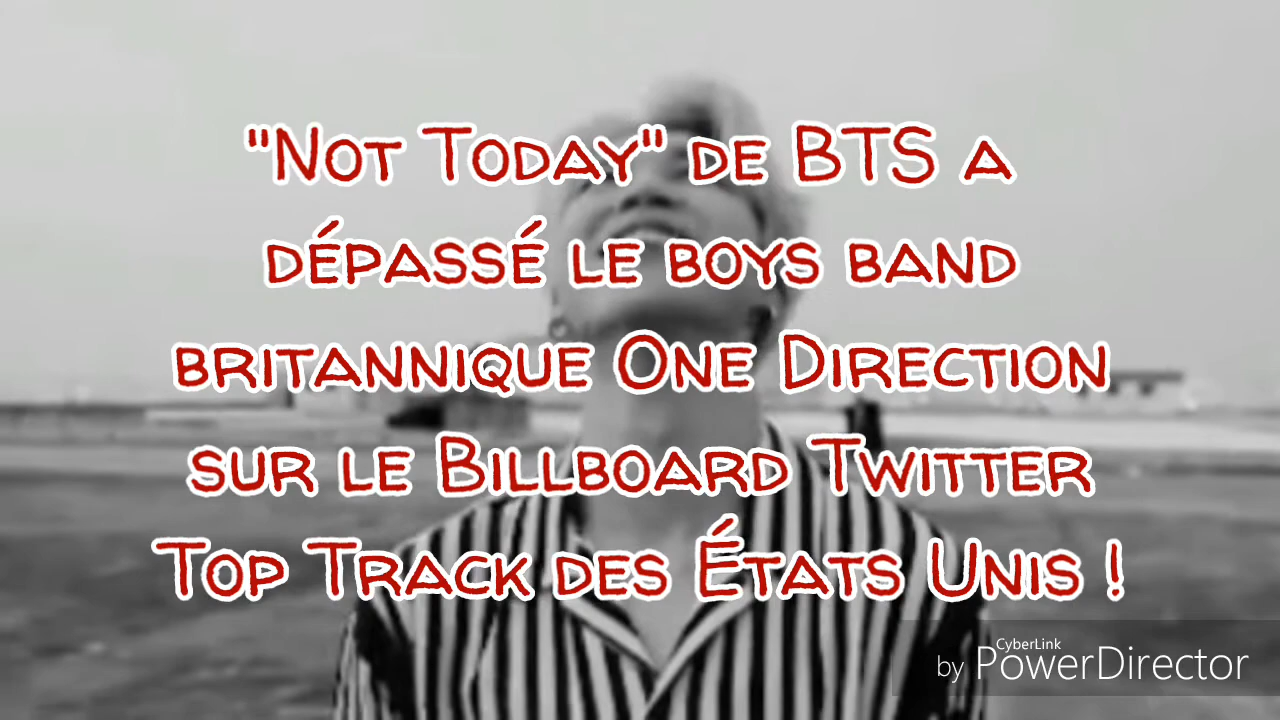 "Not Today" de BTS a
dépassé le boys band
britannique One Direction
sur le Billboard Twitter
Top Track des États Unis !
CyberLink
by PowerDirector